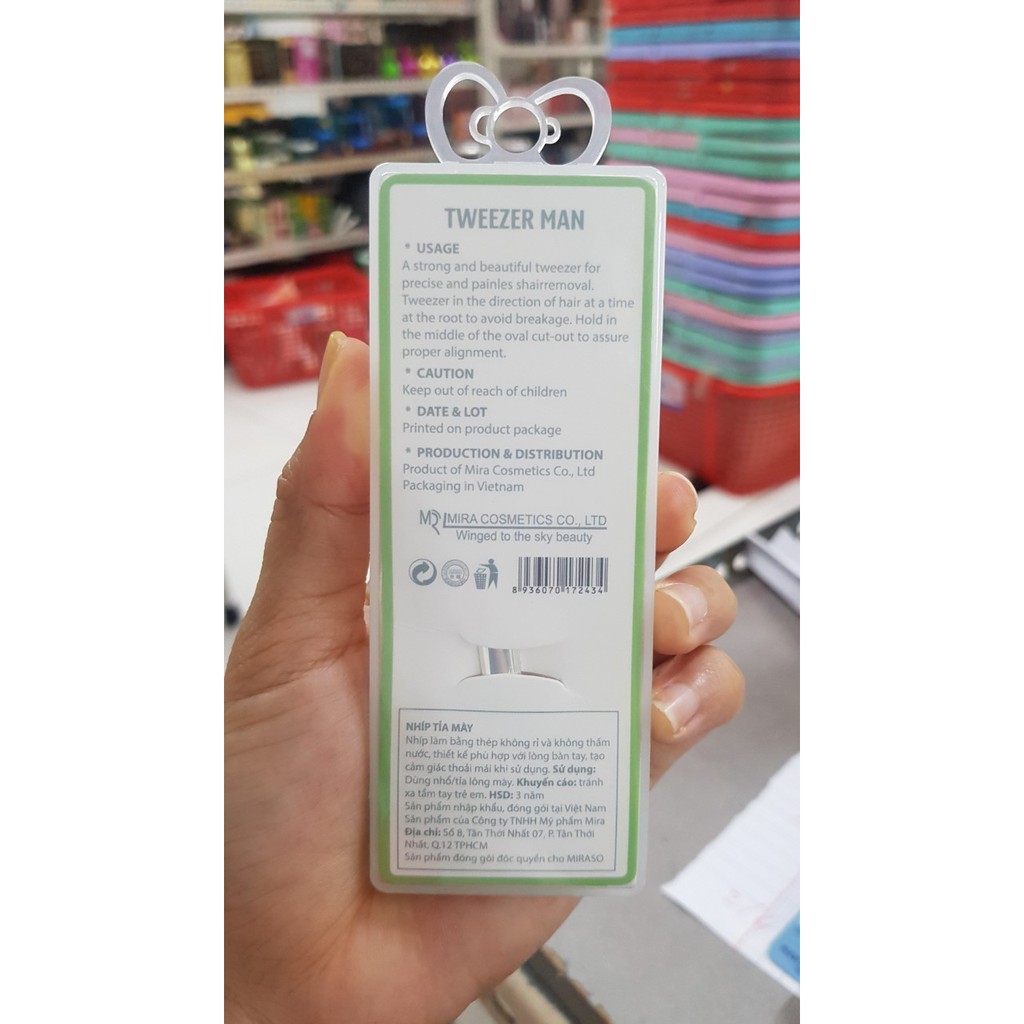 TWEEZER MAN
* USAGE
A strong and beautiful tweezer for
precise and painles shairremoval.
Tweezer in the direction of hair at a time
at the root to avoid breakage. Hold in
the middle of the oval cut-out to assure
proper alignment.
* CAUTION
Keep out of reach of children
* DATE & LOT
Printed on product package
* PRODUCTION & DISTRIBUTION
Product of Mira Cosmetics Co., Ltd
Packaging in Vietnam
MIRA COSMETICS CO., LTD
Winged to the sky beauty
8 936070 172434
NHÍP TỈA MÀY
Nhíp làm bằng thép không rỉ và không thấm
nước, thiết kế phù hợp với lòng bàn tay, tạo
cảm giác thoải mái khi sử dụng. Sử dụng:
Dùng nhổ/tỉa lông mày. Khuyến cáo: tránh
xa tầm tay trẻ em. HSD: 3 năm
Sản phẩm nhập khẩu, đóng gói tại Việt Nam
Sản phẩm của Công ty TNHH Mỹ phẩm Mira
Địa chỉ: Số 8, Tân Thới Nhất 07, P. Tân Thới
Nhất, Q.12 TPHCM
Sản phẩm đóng gói độc quyền cho MIRASO